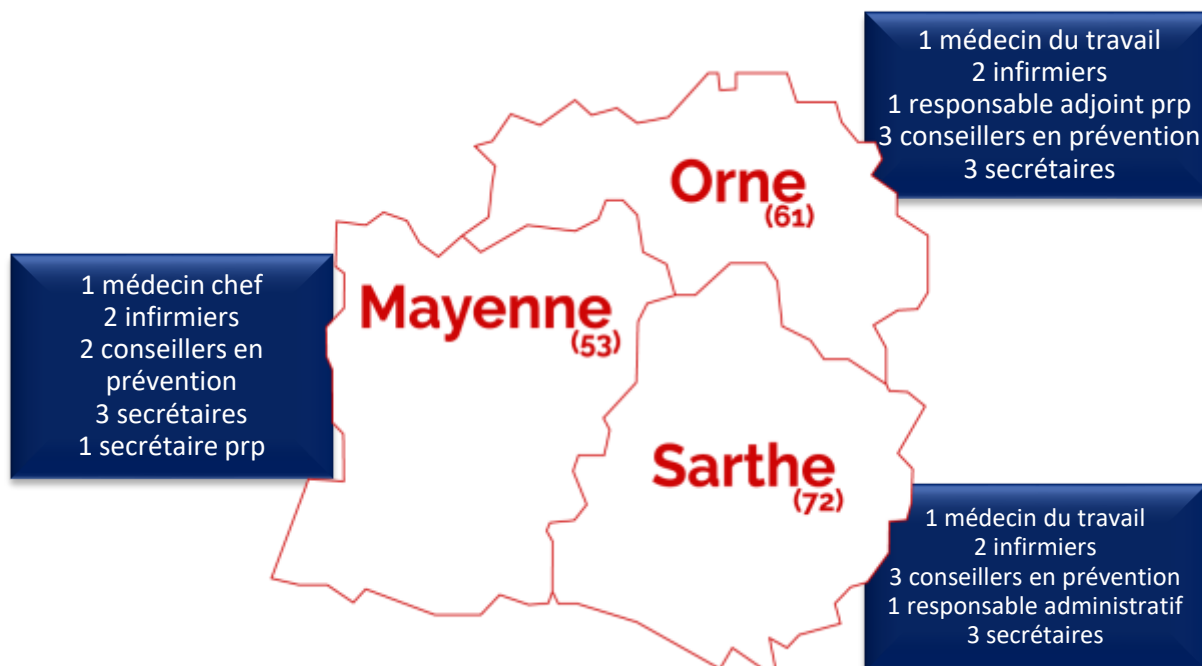 1 médecin du travail
2 infirmiers
1 responsable adjoint prp
3 conseillers en prévention
3 secrétaires
Orne
(61)
1 médecin chef
2 infirmiers
2 conseillers en
prévention
3 secrétaires
1 secrétaire prp
Mayenne
(53)
Sarthe
(72)
1 médecin du travail
2 infirmiers
3 conseillers en prévention
1 responsable administratif
3 secrétaires